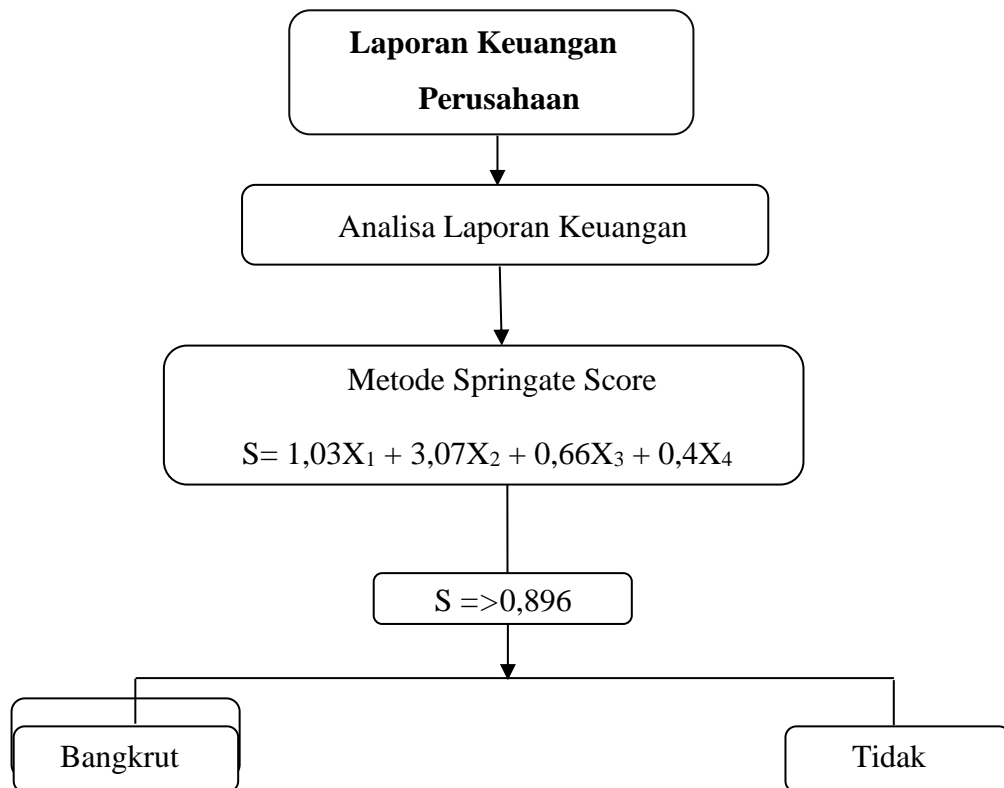 Laporan Keuangan
Perusahaan
Analisa Laporan Keuangan
Metode Springate Score
S= 1,03X₁ + 3,07X₂ + 0,66X₃ + 0,4X₄
S =>0,896
Bangkrut
Tidak